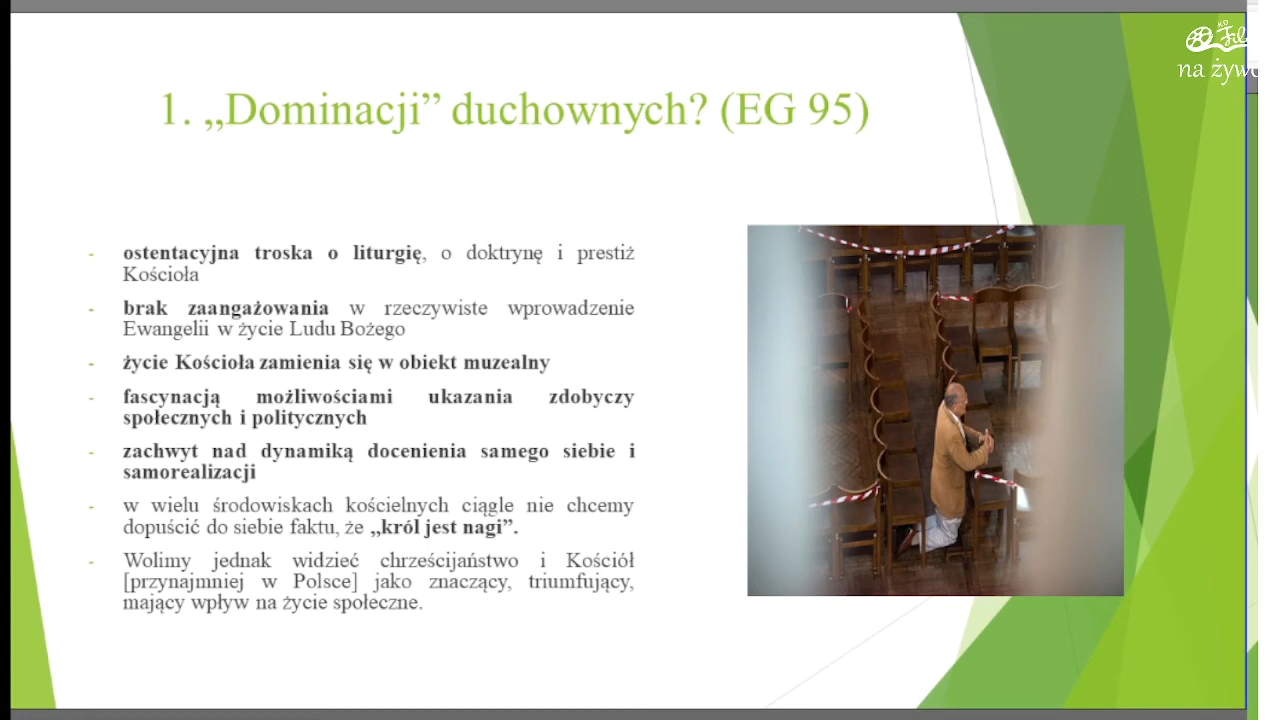 1. „Dominacji” duchownych? (EG 95)
- ostentacyjna troska o liturgię, o doktrynę i prestiż
Kościoła
- brak zaangażowania w rzeczywiste wprowadzenie
Ewangelii w życie Ludu Bożego
- życie Kościoła zamienia się w obiekt muzealny
- fascynacją możliwościami ukazania zdobyczy
społecznych i politycznych
- zachwyt nad dynamiką docenienia samego siebie i
samorealizacji
- w wielu środowiskach kościelnych ciągle nie chcemy
dopuścić do siebie faktu, że „król jest nagi”.
- Wolimy jednak widzieć chrześcijaństwo i Kościół
[przynajmniej w Polsce] jako znaczący, triumfujący,
mający wpływ na życie społeczne.
na